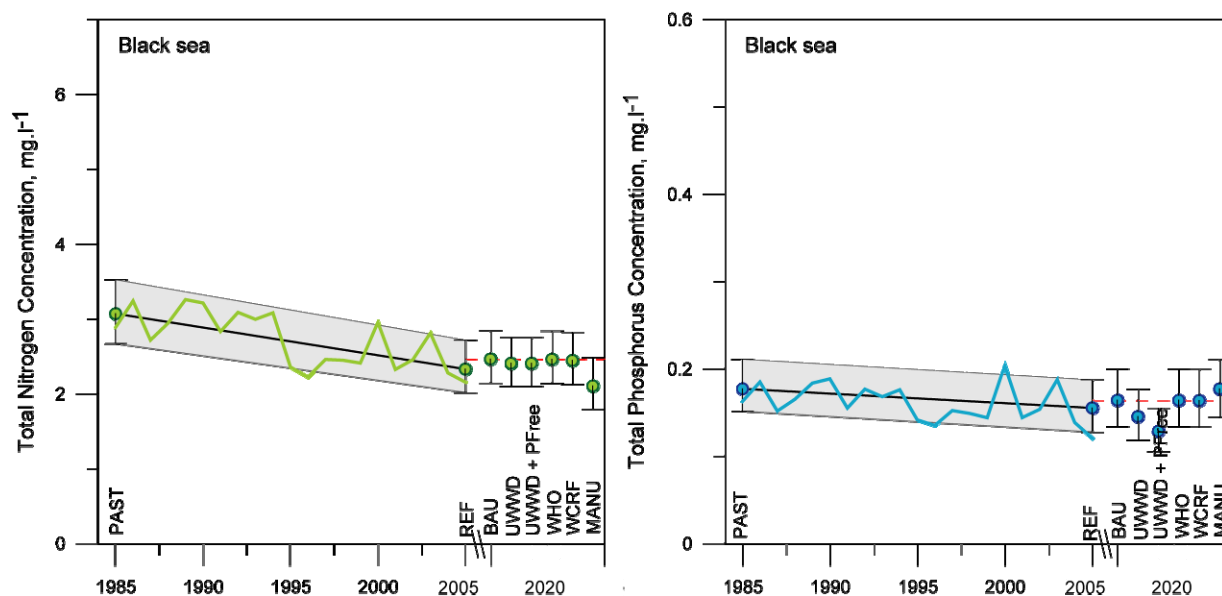 Black sea
Total Nitrogen Concentration, mg.l-1
6
4
2
0
PAST
REF
BAU
UWWD
UWWD + PFree
WHO
WCRF
MANU
1985 1990 1995 2000 2005 2020
Black sea
Total Phosphorus Concentration, mg.l-1
0.6
0.4
0.2
0
PAST
REF
BAU
UWWD
UWWD + PFree
WHO
WCRF
MANU
1985 1990 1995 2000 2005 2020